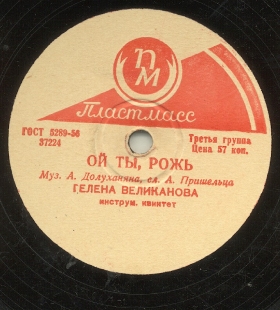 ПМ
Пластмасс
ГОСТ 5289-56
37224
Третья группа
Цена 57 коп.
ОЙ ТЫ, РОЖЬ
Муз. А. Долуханяна, сл. А. Пришельца
ГЕЛЕНА ВЕЛИКАНОВА
инструм. квинтет